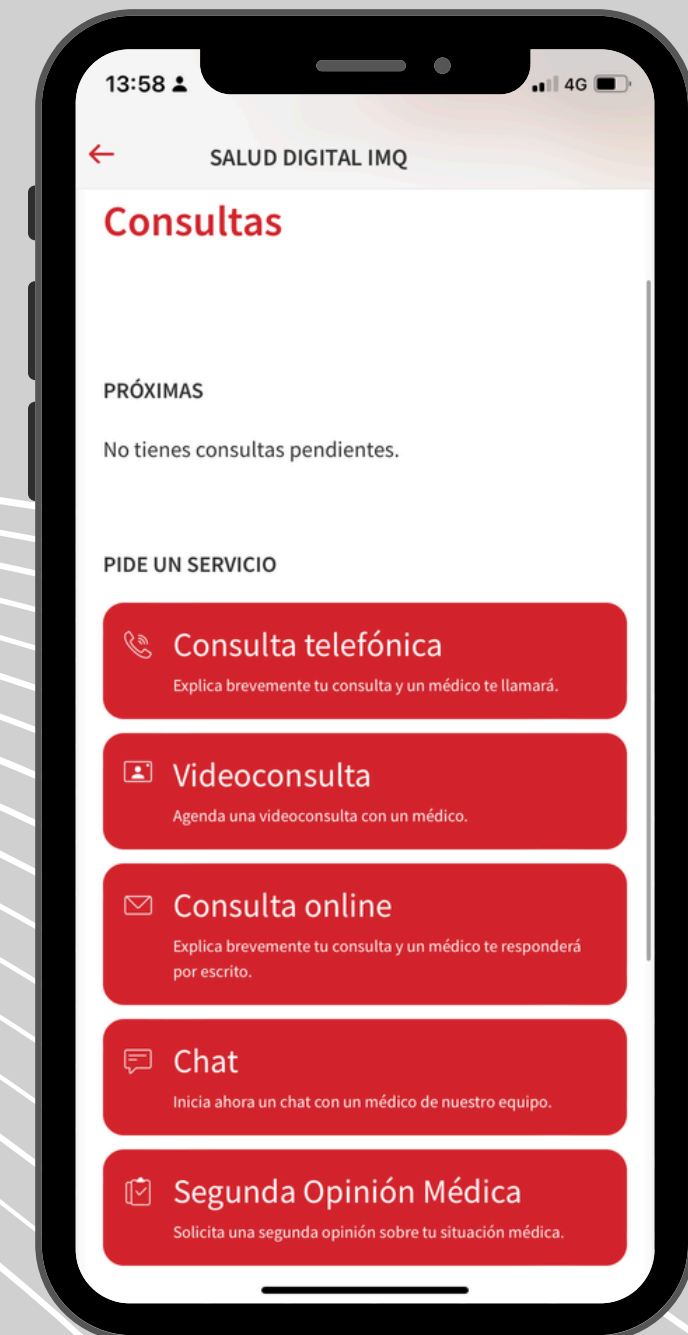 13:58
4G
SALUD DIGITAL IMQ
Consultas
PRÓXIMAS
No tienes consultas pendientes.
PIDE UN SERVICIO
Consulta telefónica
Explica brevemente tu consulta y un médico te llamará.
Videoconsulta
Agenda una videoconsulta con un médico.
Consulta online
Explica brevemente tu consulta y un médico te responderá
por escrito.
Chat
Inicia ahora un chat con un médico de nuestro equipo.
Segunda Opinión Médica
Solicita una segunda opinión sobre tu situación médica.